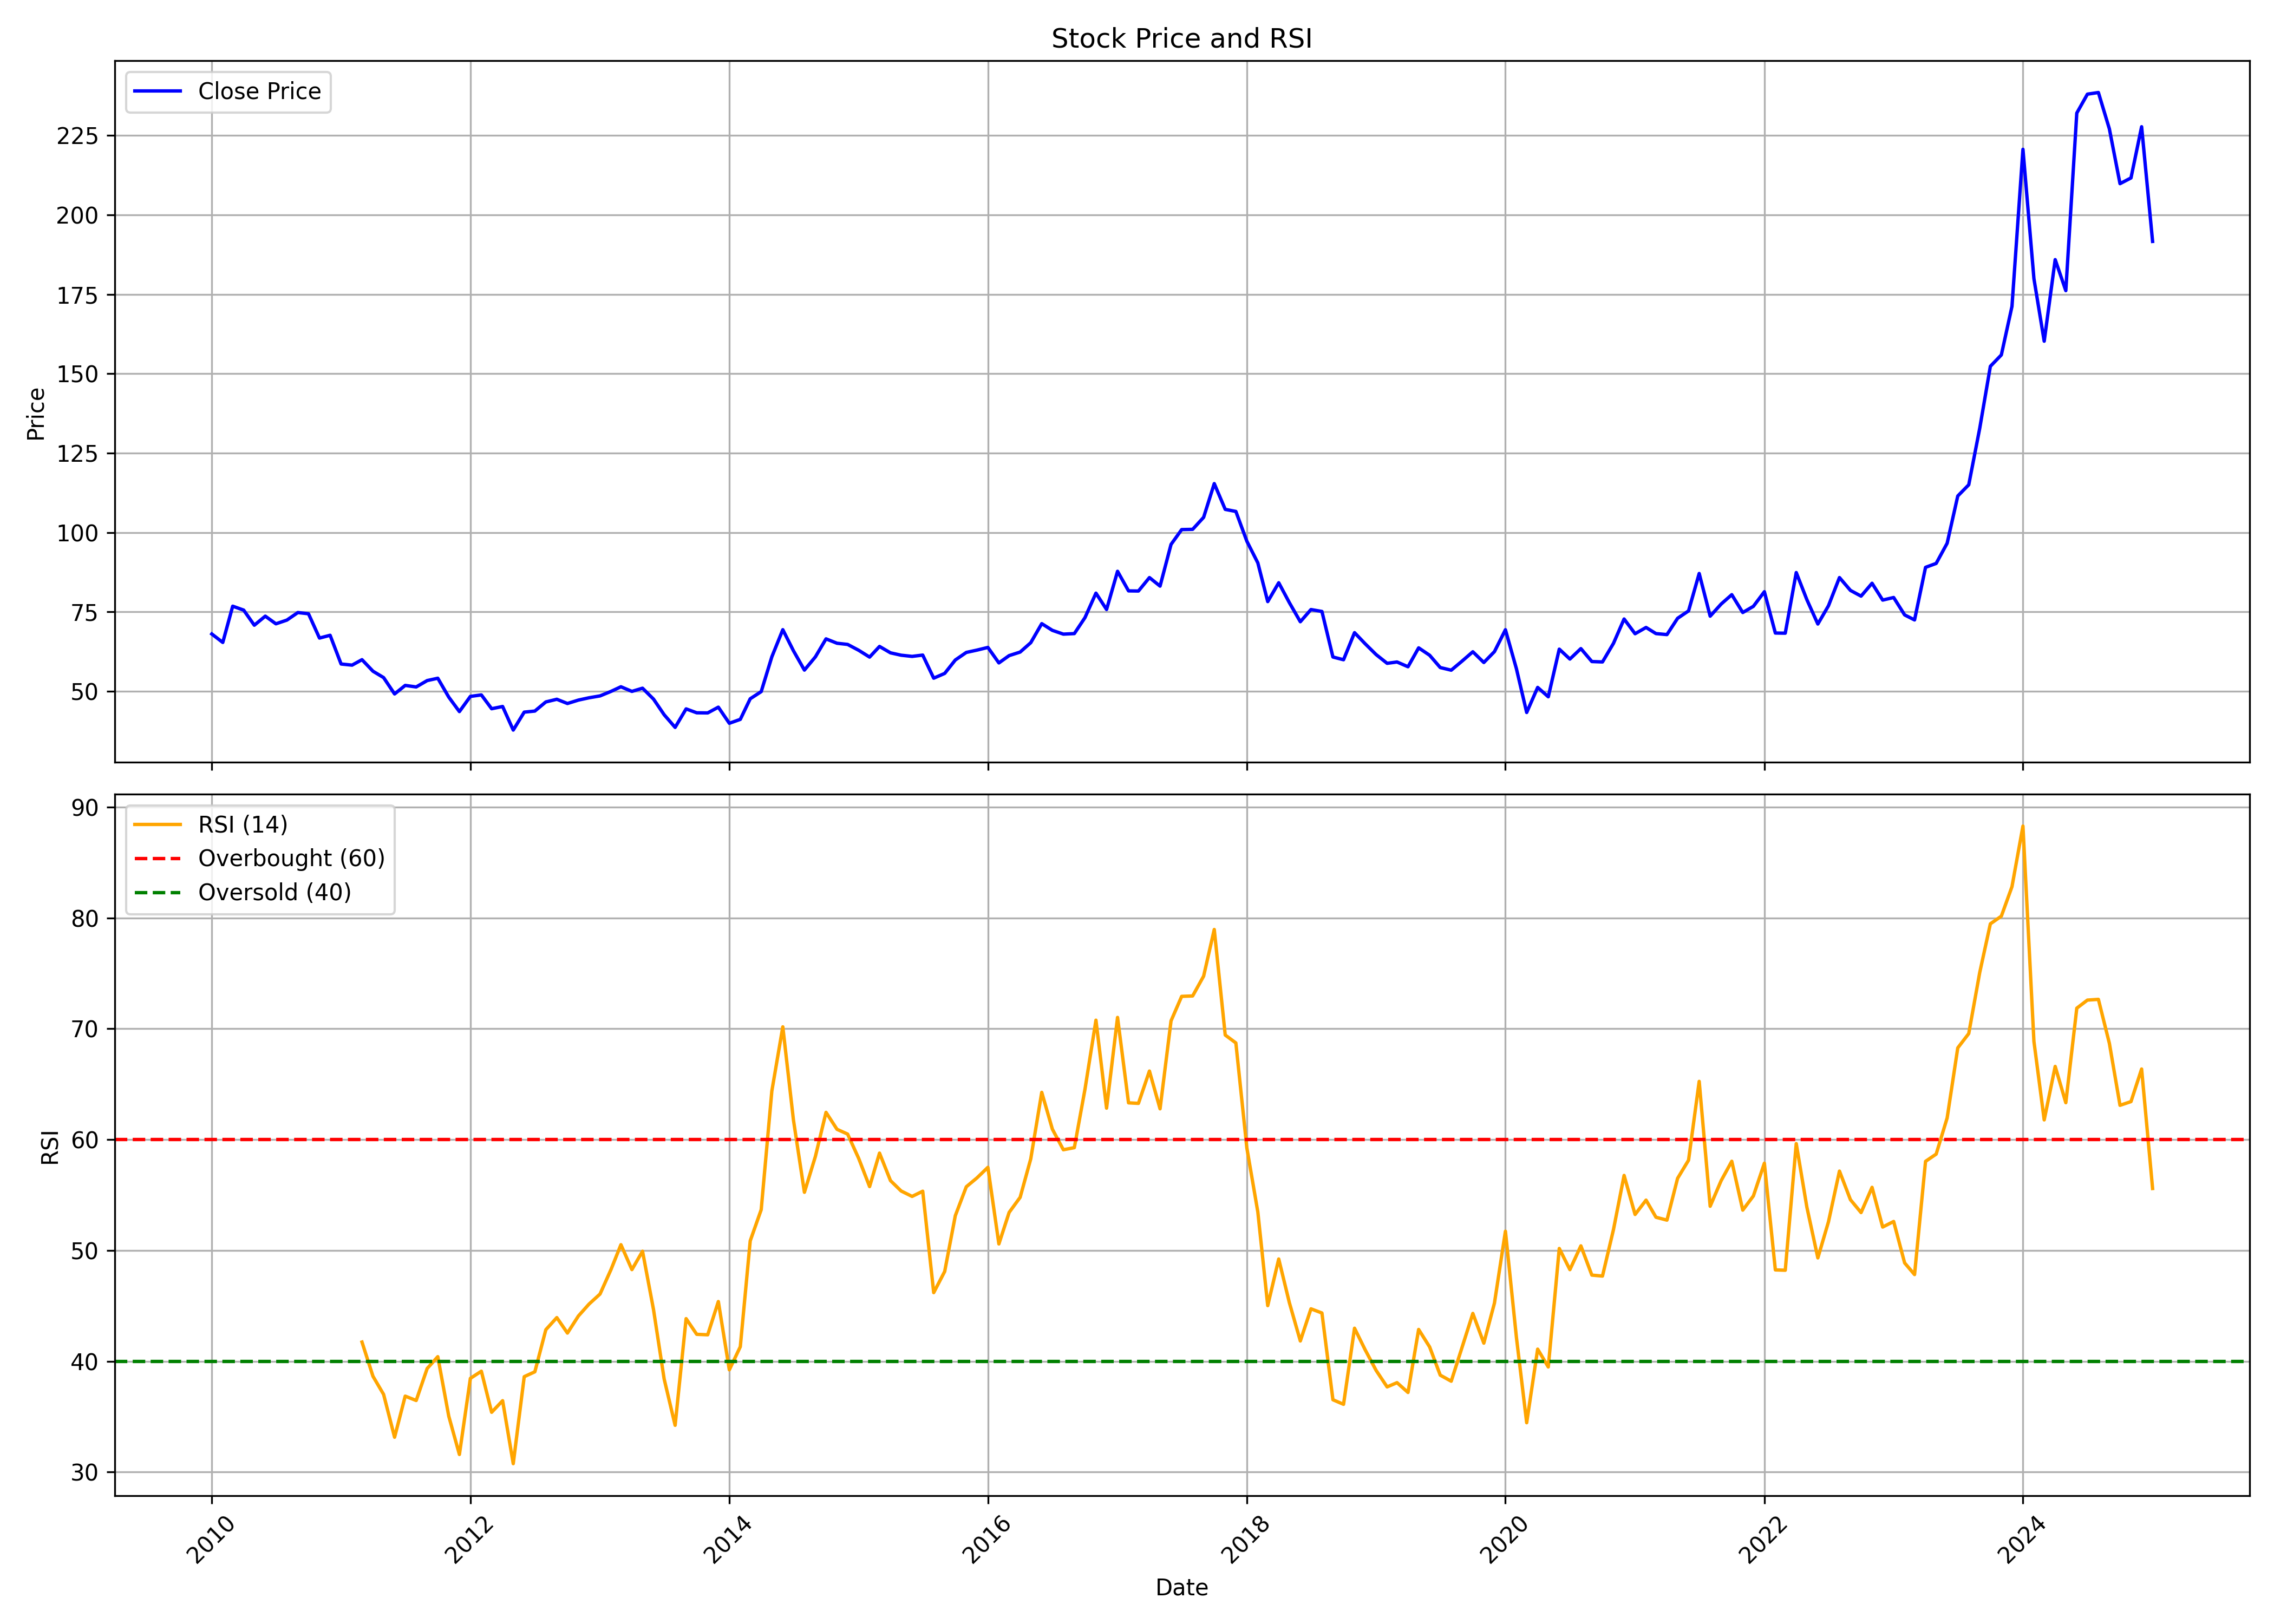 Stock Price and RSI
Close Price
225
200
175
150
125
100
75
50
Price
RSI (14)
Overbought (60)
Oversold (40)
90
80
70
60
50
40
30
RSI
2010
2012
2014
2016
2018
2020
2022
2024
Date